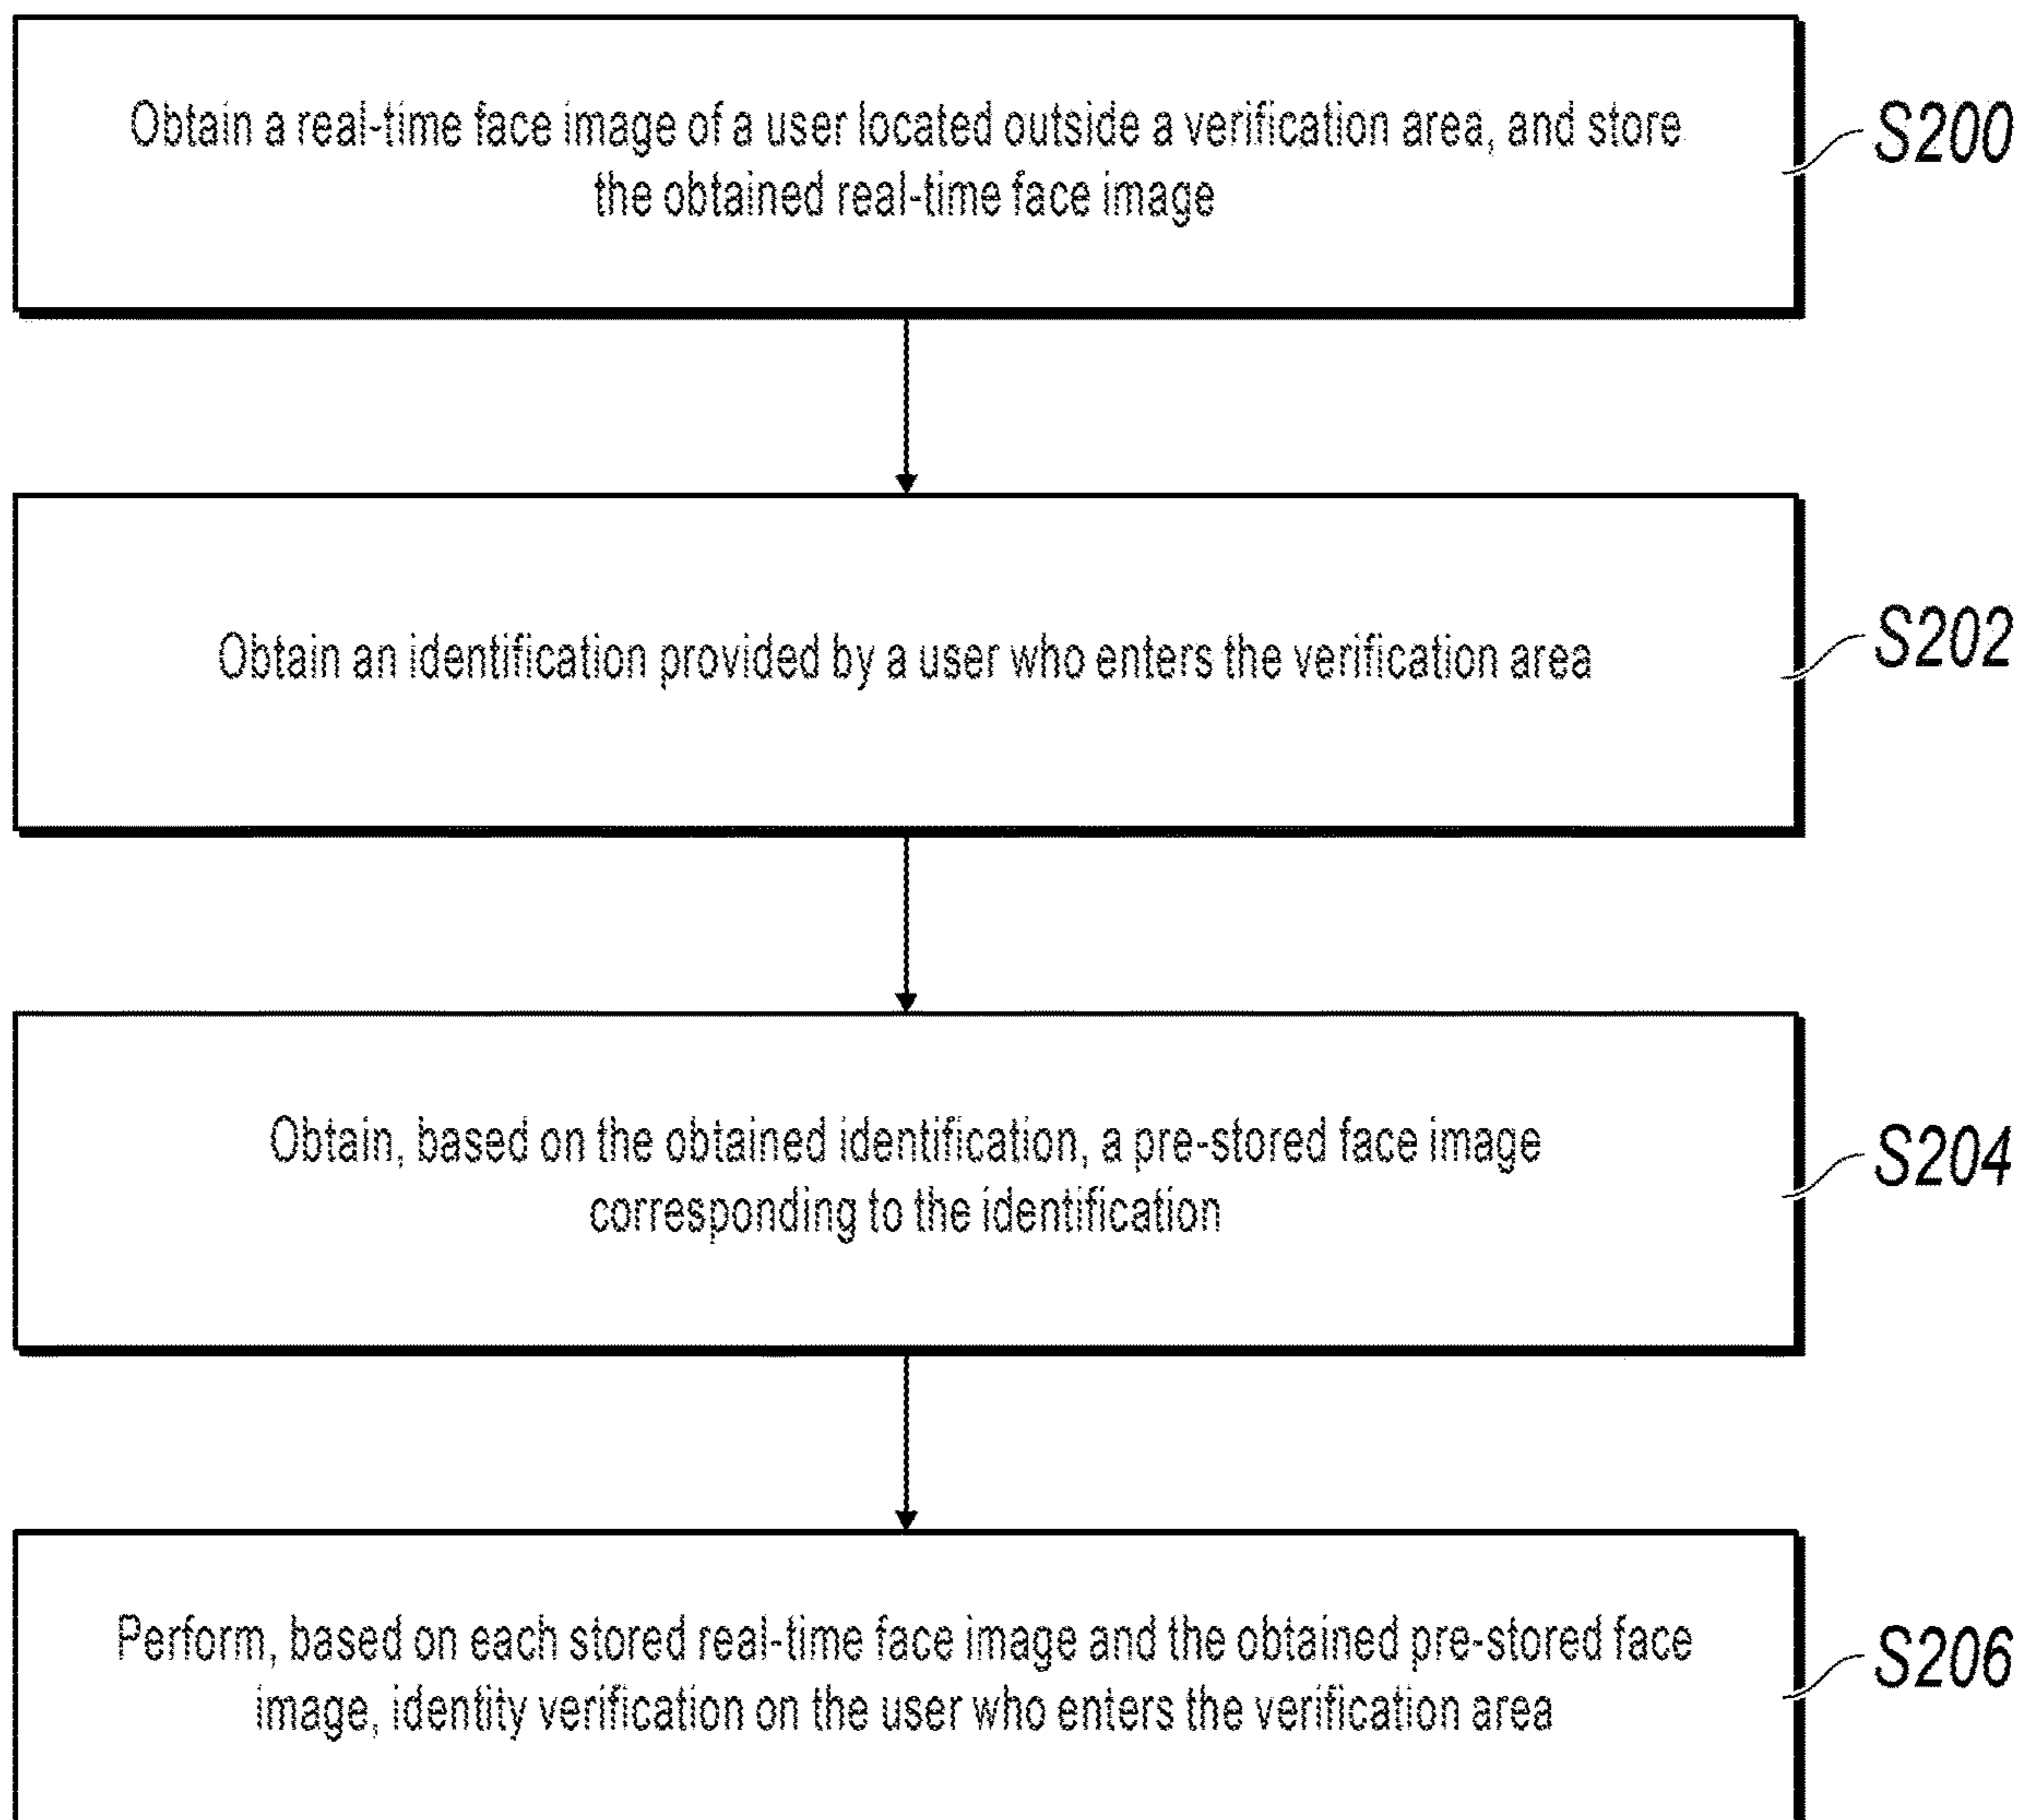 Obtain a real-time face image of a user located outside a verification area, and store
the obtained real-time face image
S200
Obtain an identification provided by a user who enters the verification area
S202
Obtain, based on the obtained identification, a pre-stored face image
corresponding to the identification
S204
Perform, based on each stored real-time face image and the obtained pre-stored face
image, identity verification on the user who enters the verification area
S206